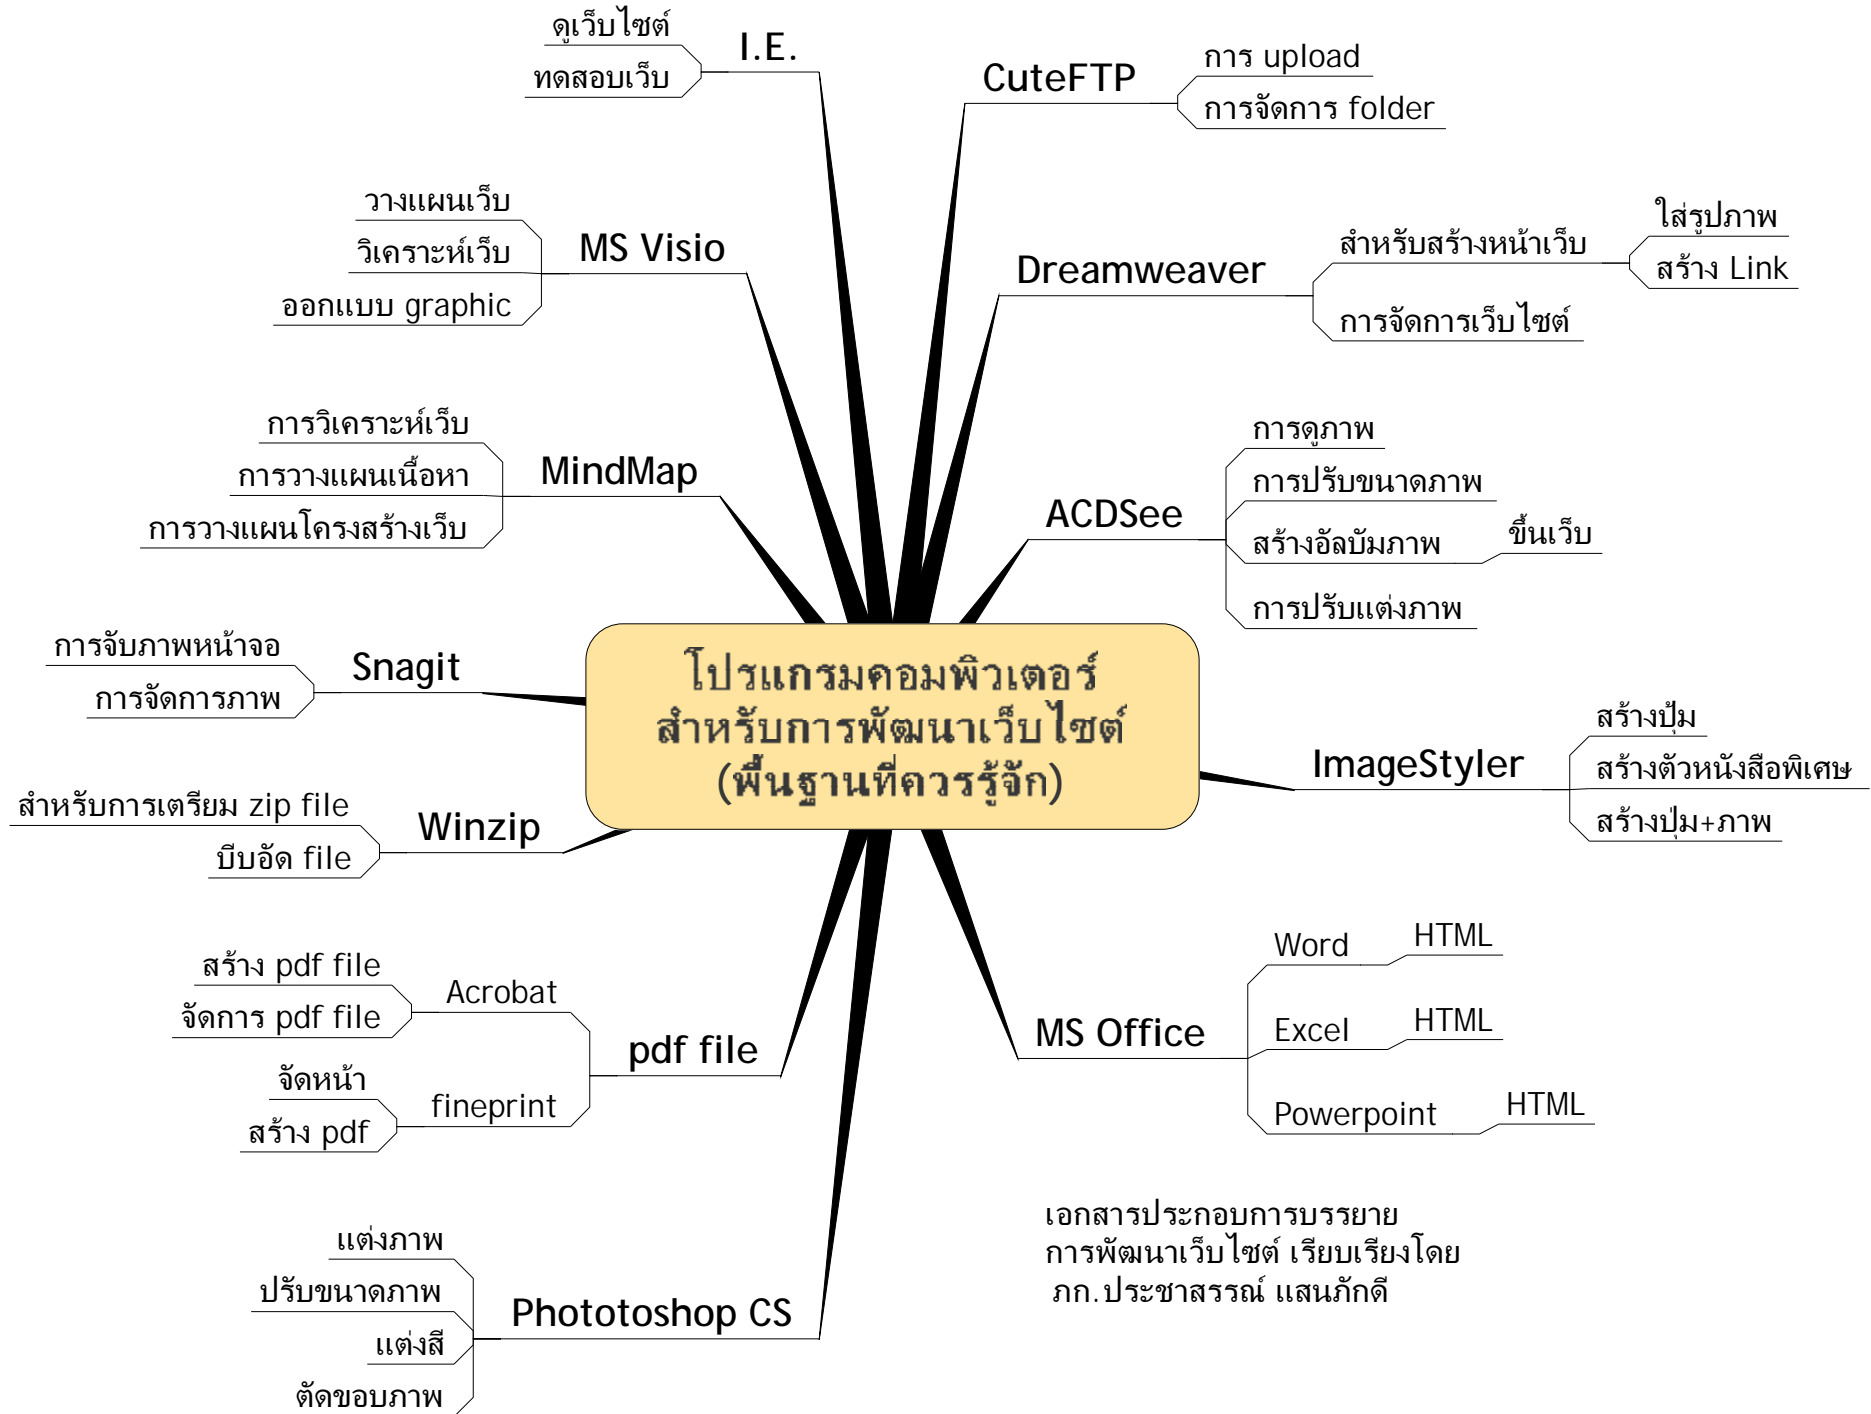 โปรแกรมคอมพิวเตอร์
สำหรับการพัฒนาเว็บไซต์
(พื้นฐานที่ควรรู้จัก)
CuteFTP
การ upload
การจัดการ folder
Dreamweaver
สำหรับสร้างหน้าเว็บ
ใส่รูปภาพ
สร้าง Link
การจัดการเว็บไซต์
ACDSee
การดูภาพ
การปรับขนาดภาพ
สร้างอัลบัมภาพ
ขึ้นเว็บ
การปรับแต่งภาพ
ImageStyler
สร้างปุ่ม
สร้างตัวหนังสือพิเศษ
สร้างปุ่ม+ภาพ
MS Office
Word
HTML
Excel
HTML
Powerpoint
HTML
I.E.
ดูเว็บไซต์
ทดสอบเว็บ
MS Visio
วางแผนเว็บ
วิเคราะห์เว็บ
ออกแบบ graphic
MindMap
การวิเคราะห์เว็บ
การวางแผนเนื้อหา
การวางแผนโครงสร้างเว็บ
Snagit
การจับภาพหน้าจอ
การจัดการภาพ
Winzip
สำหรับการเตรียม zip file
บีบอัด file
pdf file
Acrobat
สร้าง pdf file
จัดการ pdf file
fineprint
จัดหน้า
สร้าง pdf
Phototoshop CS
แต่งภาพ
ปรับขนาดภาพ
แต่งสี
ตัดขอบภาพ
เอกสารประกอบการบรรยาย
การพัฒนาเว็บไซต์ เรียบเรียงโดย
ภก.ประชาสรรณ์ แสนภักดี